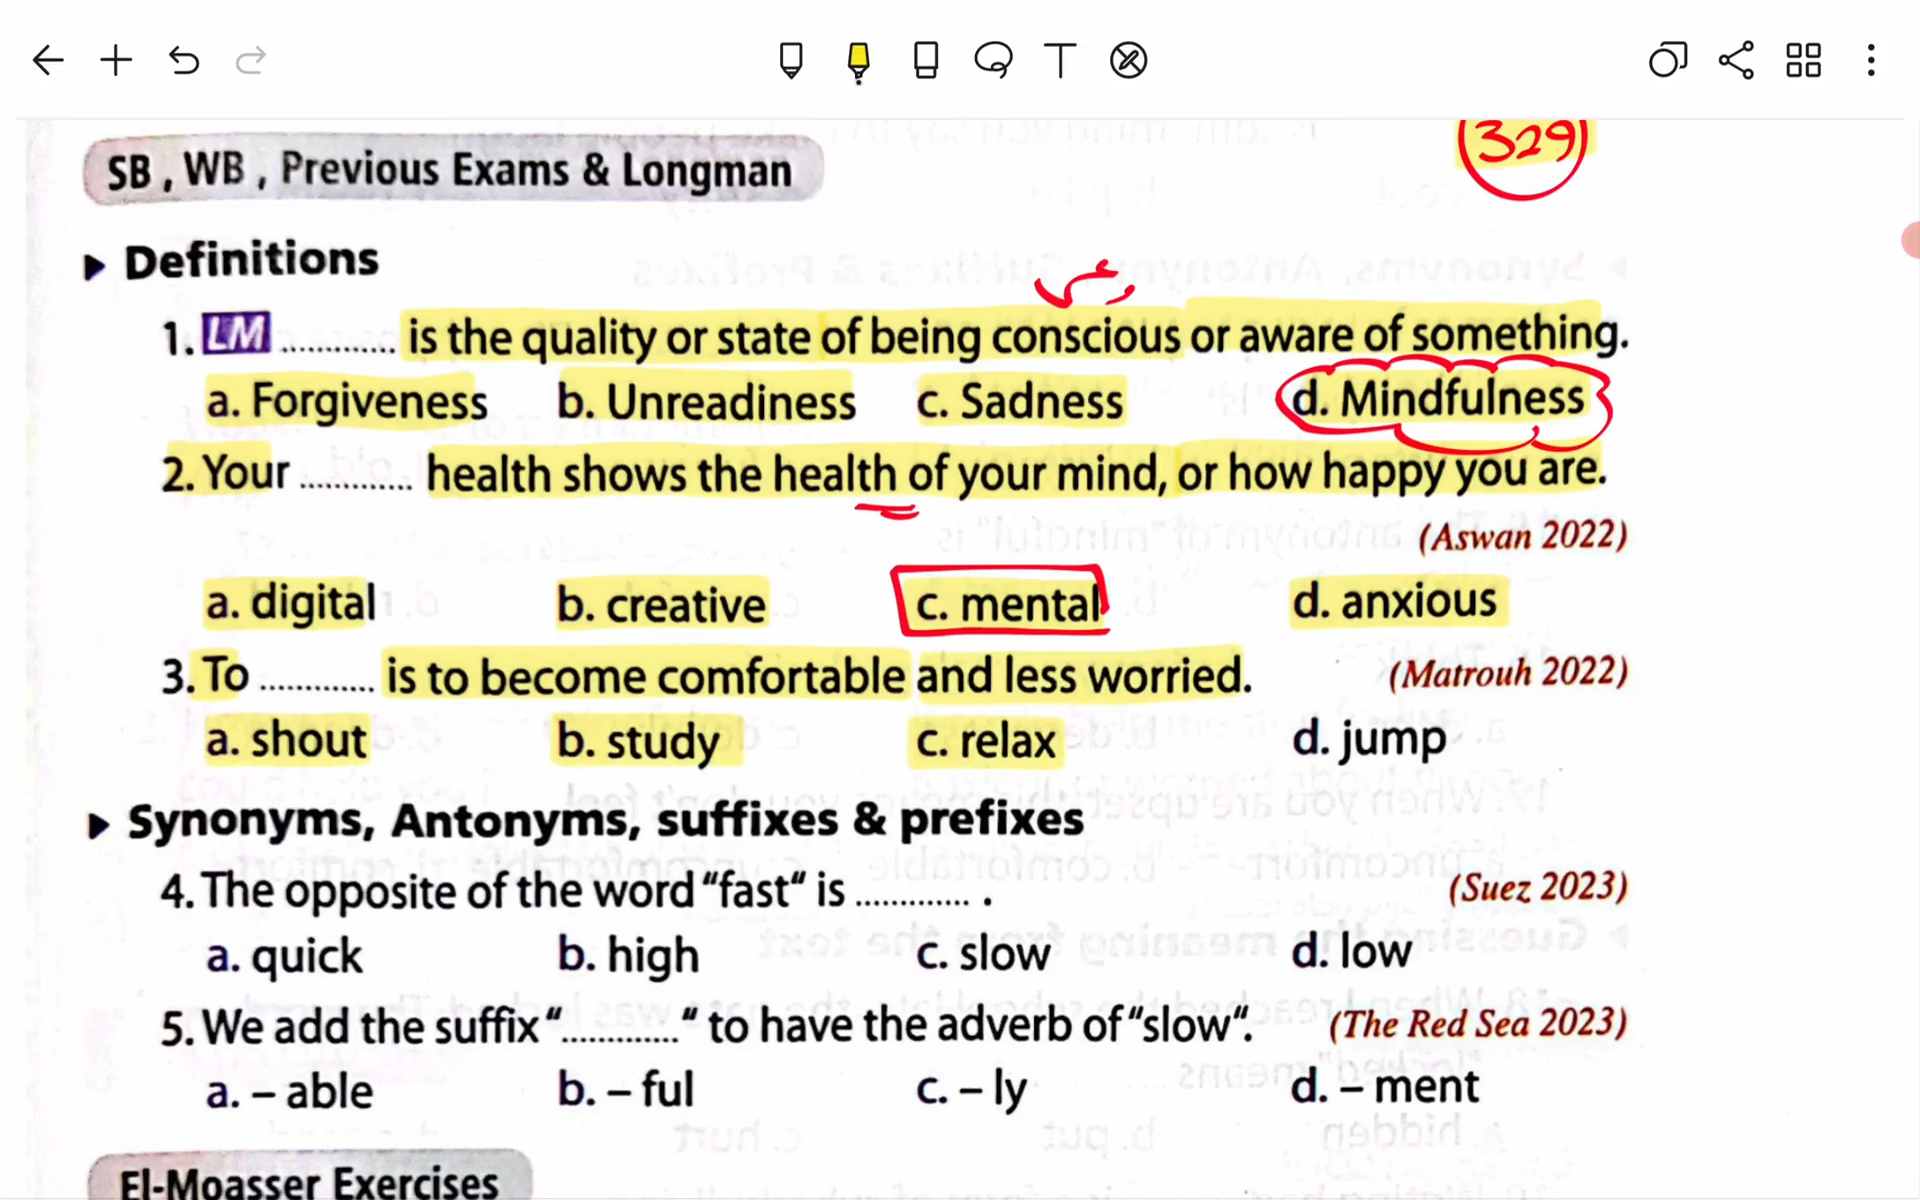 329
SB , WB , Previous Exams & Longman
▶ Definitions
1. LM ............ is the quality or state of being conscious or aware of something.
a. Forgiveness b. Unreadiness c. Sadness d. Mindfulness
2. Your ............ health shows the health of your mind, or how happy you are.
(Aswan 2022)
a. digital b. creative c. mental d. anxious
3. To ............ is to become comfortable and less worried. (Matrouh 2022)
a. shout b. study c. relax d. jump
▶ Synonyms, Antonyms, suffixes & prefixes
4. The opposite of the word “fast“ is ............ . (Suez 2023)
a. quick b. high c. slow d. low
5. We add the suffix “ ............ “ to have the adverb of “slow“. (The Red Sea 2023)
a. – able b. – ful c. – ly d. – ment
El-Moasser Exercises